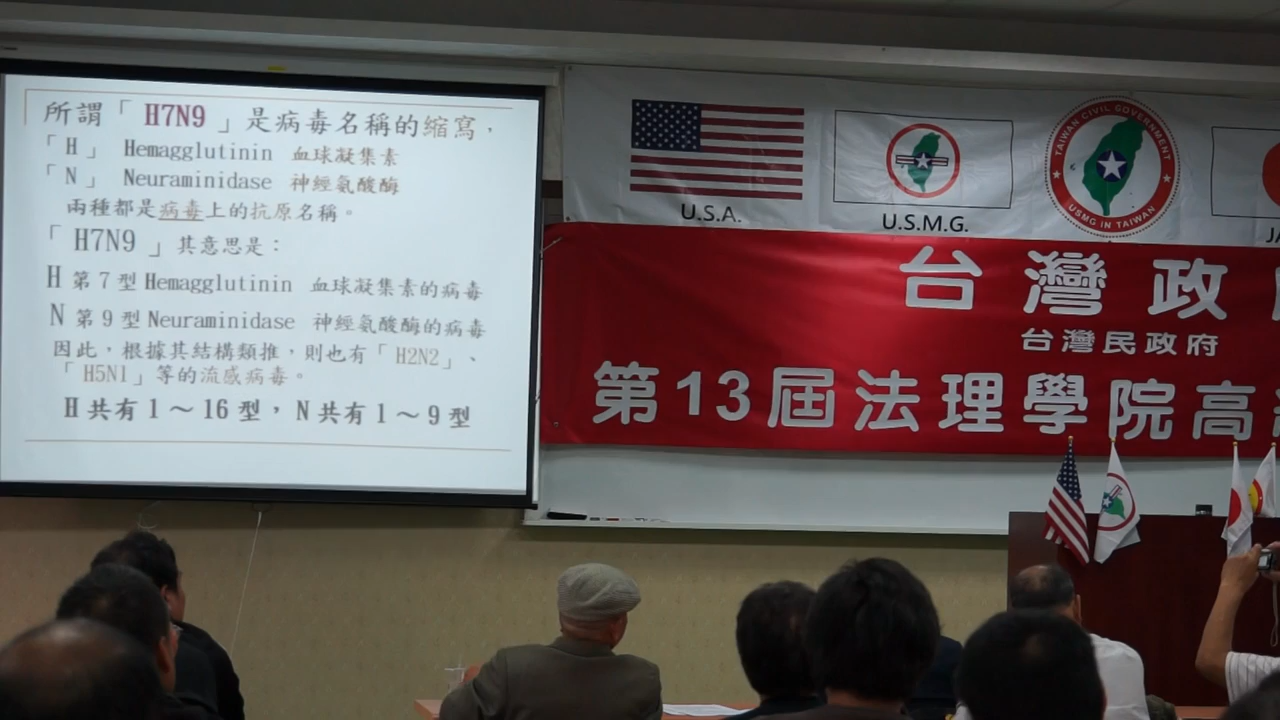 所謂「 H7N9 」是病毒名稱的縮寫，
「 H 」 Hemagglutinin 血球凝集素
「 N 」 Neuraminidase 神經氨酸酶
兩種都是病毒上的抗原名稱。
「 H7N9 」其意思是：
H 第 7 型 Hemagglutinin 血球凝集素的病毒
N 第 9 型 Neuraminidase 神經氨酸酶的病毒
因此，根據其結構類推，則也有「 H2N2 」、
「 H5N1 」等的流感病毒。
H 共有 1 ～ 16 型， N 共有 1 ～ 9 型
U.S.A.
U.S.M.G.
TAIWAN CIVIL GOVERNMENT
USMG IN TAIWAN
JA
台灣政
台灣民政府
第13屆法理學院高